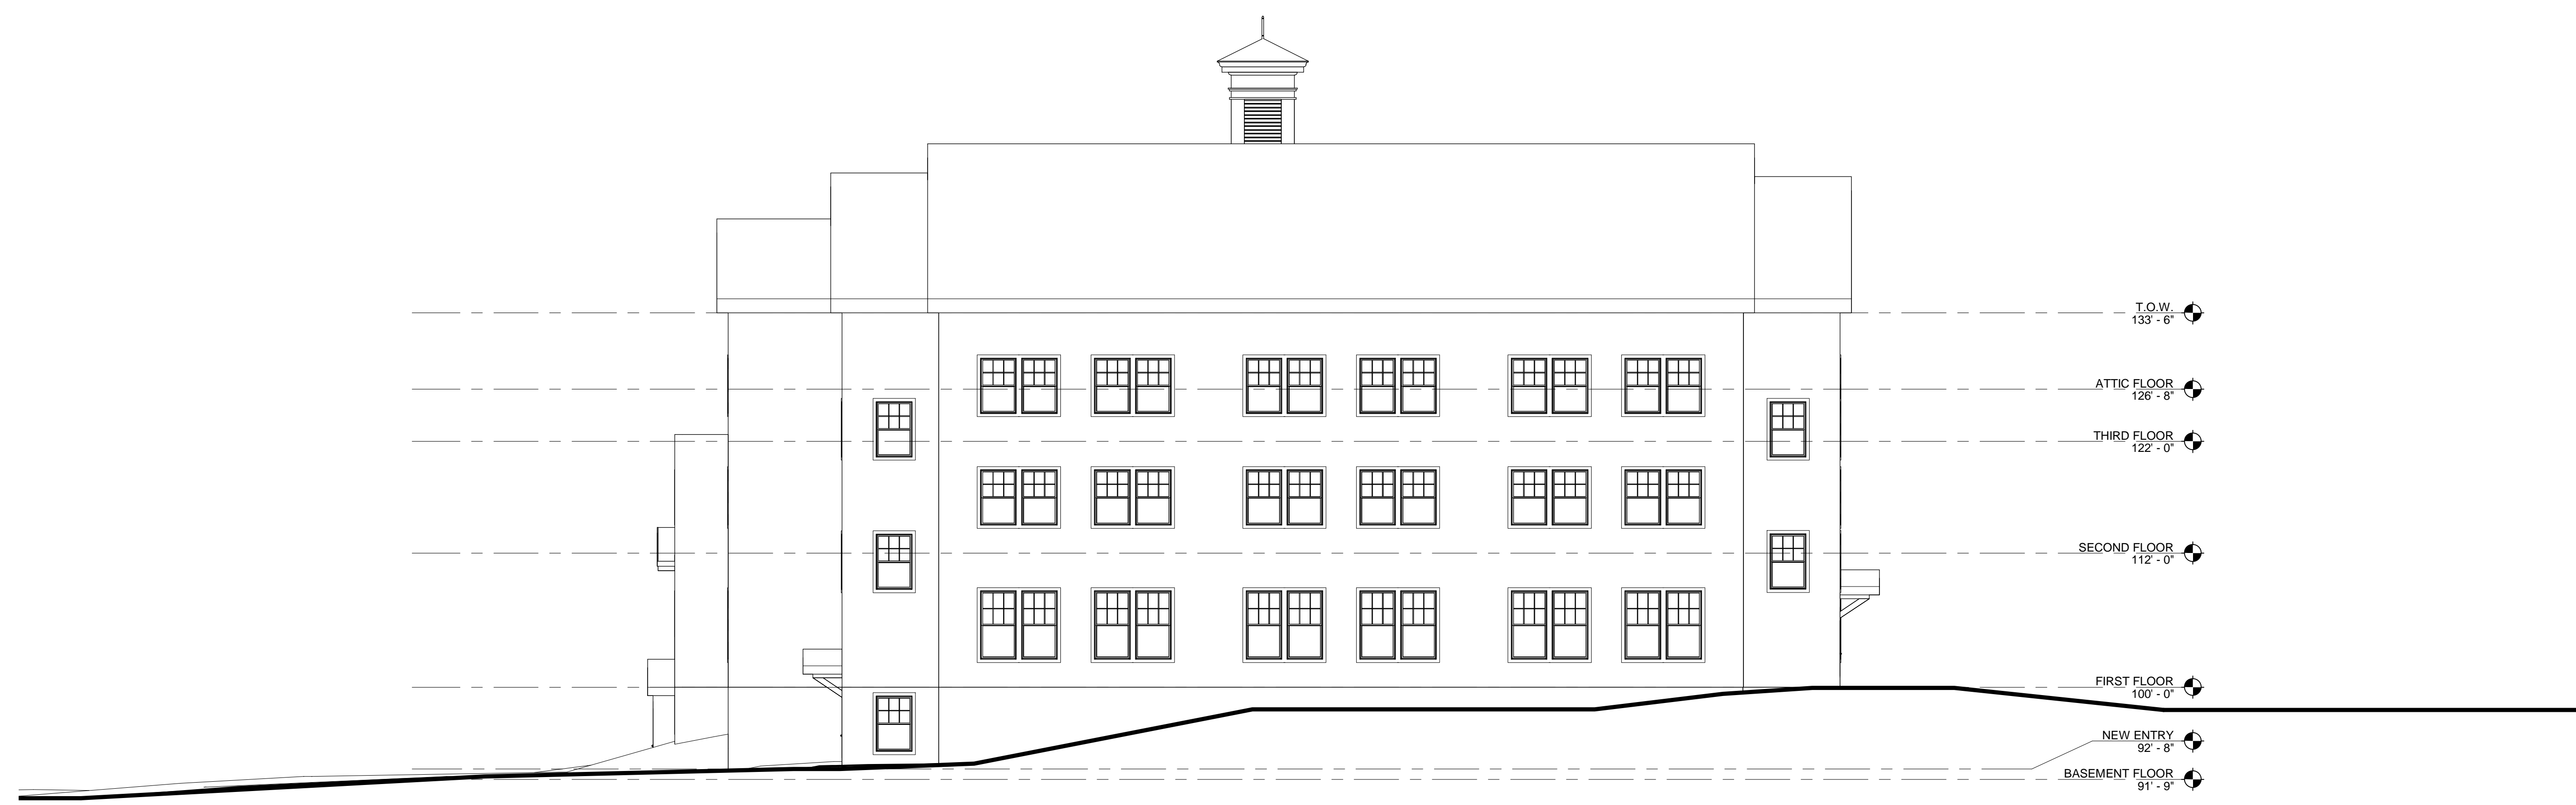 T.O.W.
133' - 6"
ATTIC FLOOR
126' - 8"
THIRD FLOOR
122' - 0"
SECOND FLOOR
112' - 0"
FIRST FLOOR
100' - 0"
NEW ENTRY
92' - 8"
BASEMENT FLOOR
91' - 9"